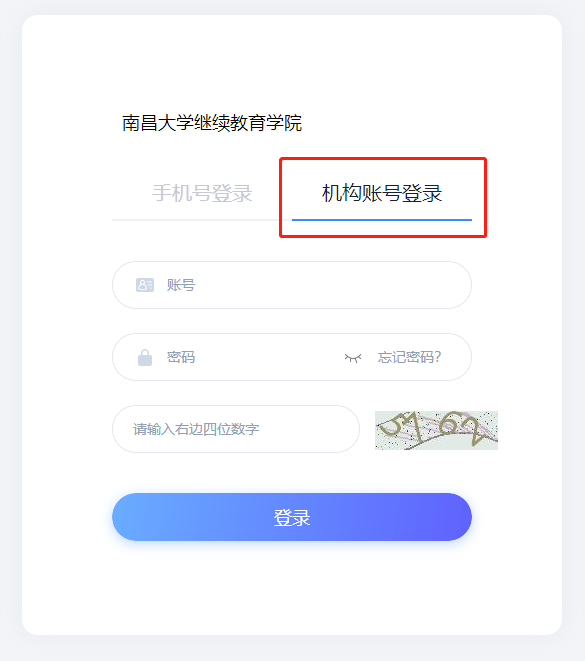 南昌大学继续教育学院
手机号登录 机构账号登录
账号
密码 忘记密码?
请输入右边四位数字
登录